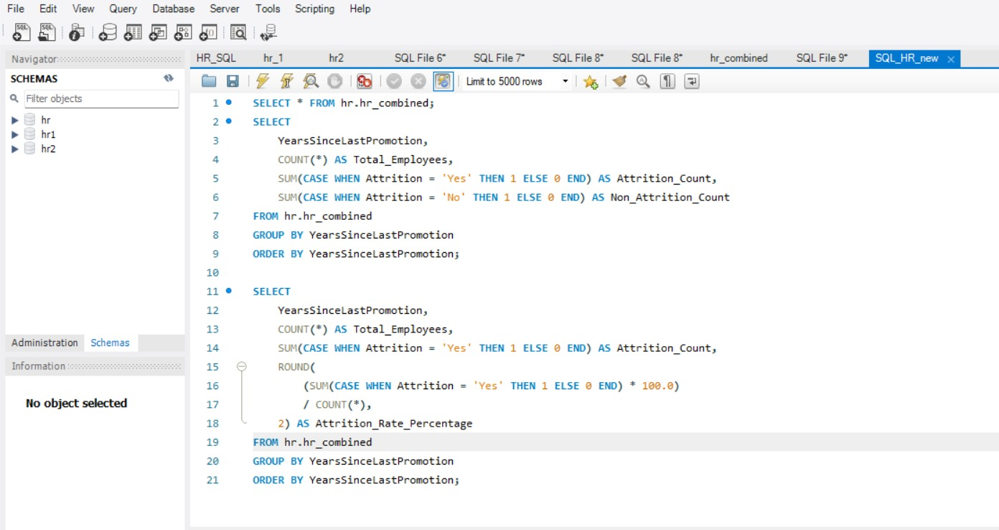 File Edit View Query Database Server Tools Scripting Help
SQL SQL
Navigator
HR_SQL hr_1 hr2 SQL File 6* SQL File 7* SQL File 8* SQL File 8* hr_combined SQL File 9* SQL_HR_new
SCHEMAS
Limit to 5000 rows
Filter objects
hr
hr1
hr2
Administration Schemas
Information
No object selected
1 SELECT * FROM hr.hr_combined;
2 SELECT
3 YearsSinceLastPromotion,
4 COUNT(*) AS Total_Employees,
5 SUM(CASE WHEN Attrition = 'Yes' THEN 1 ELSE 0 END) AS Attrition_Count,
6 SUM(CASE WHEN Attrition = 'No' THEN 1 ELSE 0 END) AS Non_Attrition_Count
7 FROM hr.hr_combined
8 GROUP BY YearsSinceLastPromotion
9 ORDER BY YearsSinceLastPromotion;
10
11 SELECT
12 YearsSinceLastPromotion,
13 COUNT(*) AS Total_Employees,
14 SUM(CASE WHEN Attrition = 'Yes' THEN 1 ELSE 0 END) AS Attrition_Count,
15 ROUND(
16 (SUM(CASE WHEN Attrition = 'Yes' THEN 1 ELSE 0 END) * 100.0)
17 / COUNT(*),
18 2) AS Attrition_Rate_Percentage
19 FROM hr.hr_combined
20 GROUP BY YearsSinceLastPromotion
21 ORDER BY YearsSinceLastPromotion;